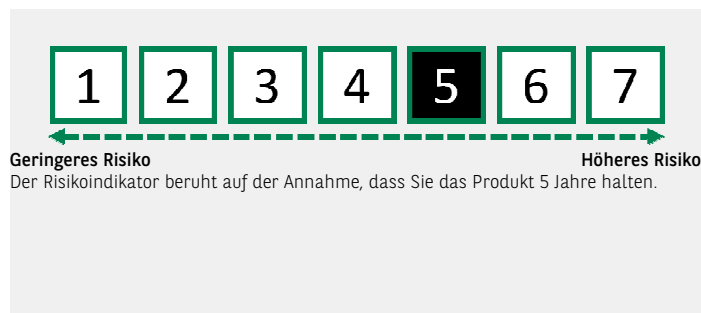 1 2 3 4 5 6 7
Geringeres Risiko Höheres Risiko
Der Risikoindikator beruht auf der Annahme, dass Sie das Produkt 5 Jahre halten.